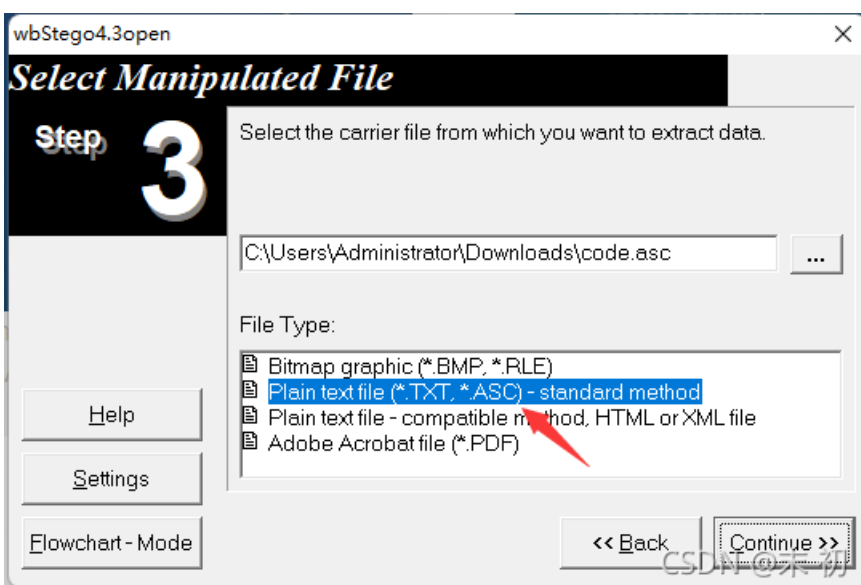 wbStego4.3open
Select Manipulated File
Step 3
Select the carrier file from which you want to extract data.
C:\Users\Administrator\Downloads\code.asc
...
File Type:
Bitmap graphic (*.BMP, *.RLE)
Plain text file (*.TXT, *.ASC) - standard method
Plain text file - compatible method, HTML or XML file
Adobe Acrobat file (*.PDF)
Help
Settings
Flowchart - Mode
<< Back
Continue >>
CSDN @末初